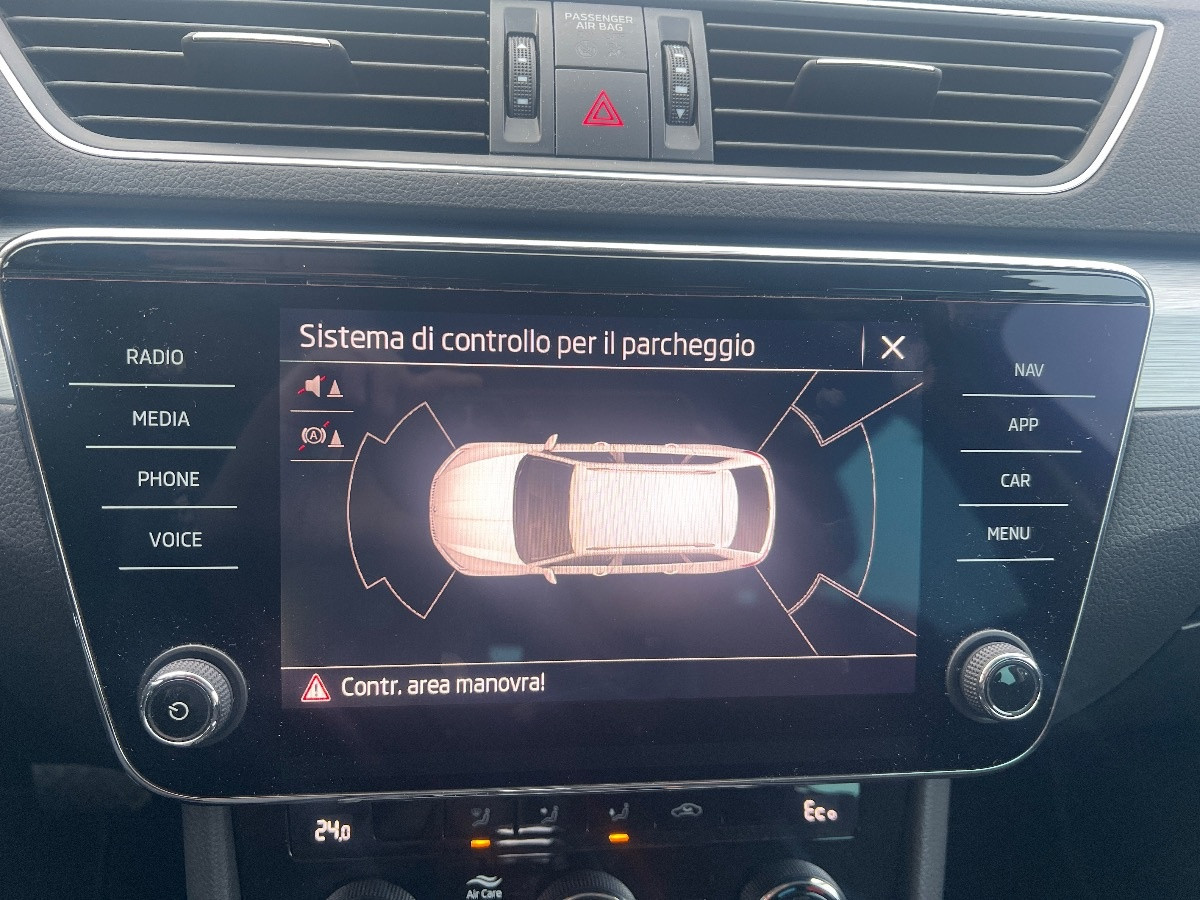 PASSENGER
AIR BAG
Sistema di controllo per il parcheggio
RADIO
MEDIA
PHONE
VOICE
A
NAV
APP
CAR
MENU
Contr. area manovra!
24,0
Eco
Air Care